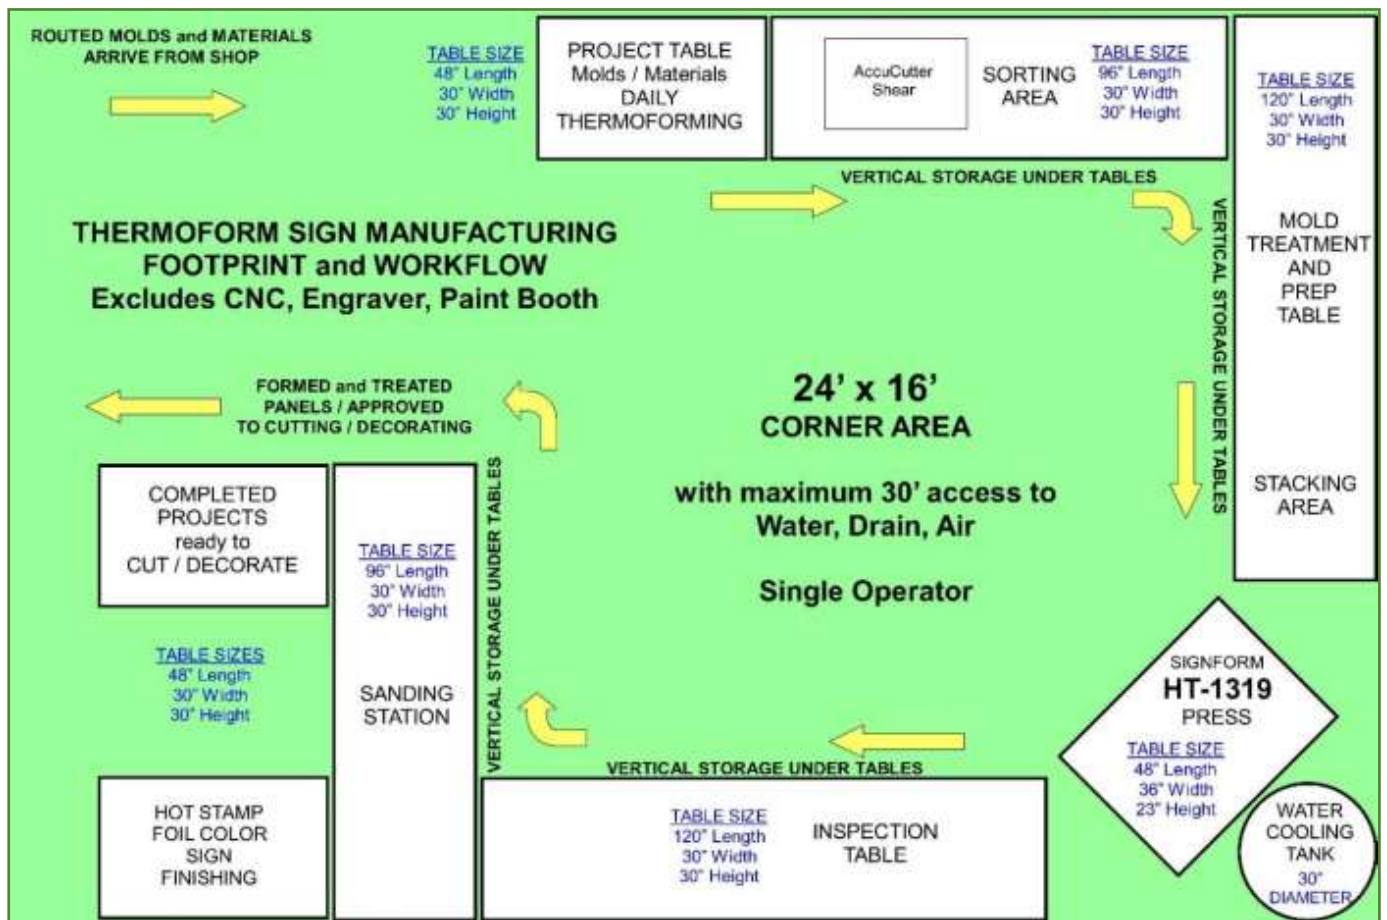 ROUTED MOLDS and MATERIALS
ARRIVE FROM SHOP
TABLE SIZE
48" Length
30" Width
30" Height
PROJECT TABLE
Molds / Materials
DAILY
THERMOFORMING
AccuCutter
Shear
SORTING
AREA
TABLE SIZE
96" Length
30" Width
30" Height
TABLE SIZE
120" Length
30" Width
30" Height
VERTICAL STORAGE UNDER TABLES
VERTICAL STORAGE UNDER TABLES
MOLD
TREATMENT
AND
PREP
TABLE
STACKING
AREA
THERMOFORM SIGN MANUFACTURING
FOOTPRINT and WORKFLOW
Excludes CNC, Engraver, Paint Booth
24' x 16'
CORNER AREA
with maximum 30' access to
Water, Drain, Air
Single Operator
FORMED and TREATED
PANELS / APPROVED
TO CUTTING / DECORATING
COMPLETED
PROJECTS
ready to
CUT / DECORATE
TABLE SIZES
48" Length
30" Width
30" Height
HOT STAMP
FOIL COLOR
SIGN
FINISHING
TABLE SIZE
96" Length
30" Width
30" Height
SANDING
STATION
VERTICAL STORAGE UNDER TABLES
VERTICAL STORAGE UNDER TABLES
TABLE SIZE
120" Length
30" Width
30" Height
INSPECTION
TABLE
SIGNFORM
HT-1319
PRESS
TABLE SIZE
48" Length
36" Width
23" Height
WATER
COOLING
TANK
30"
DIAMETER